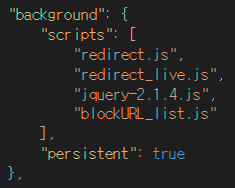 "background": {
"scripts": [
"redirect.js",
"redirect_live.js",
"jquery-2.1.4.js",
"blockURL_list.js"
],
"persistent": true
},